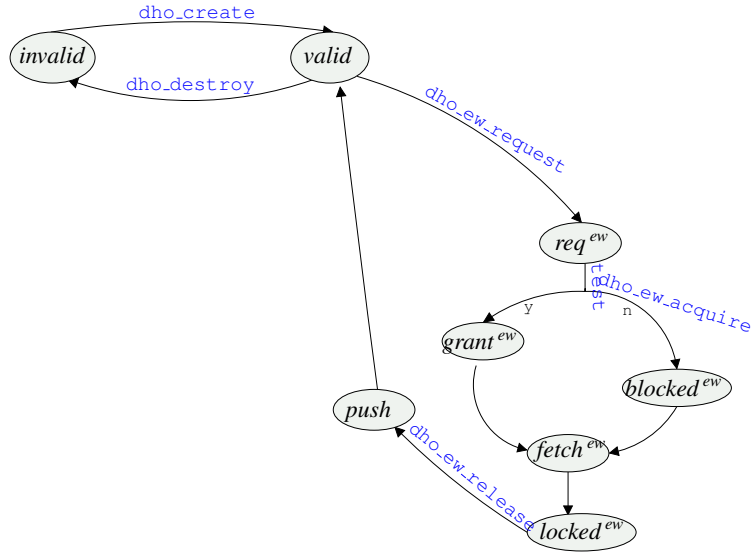 dho_create
invalid
valid
dho_destroy
dho_ew_request
req ew
test
dho_ew_acquire
y
n
grant ew
blocked ew
push
dho_ew_release
fetch ew
locked ew